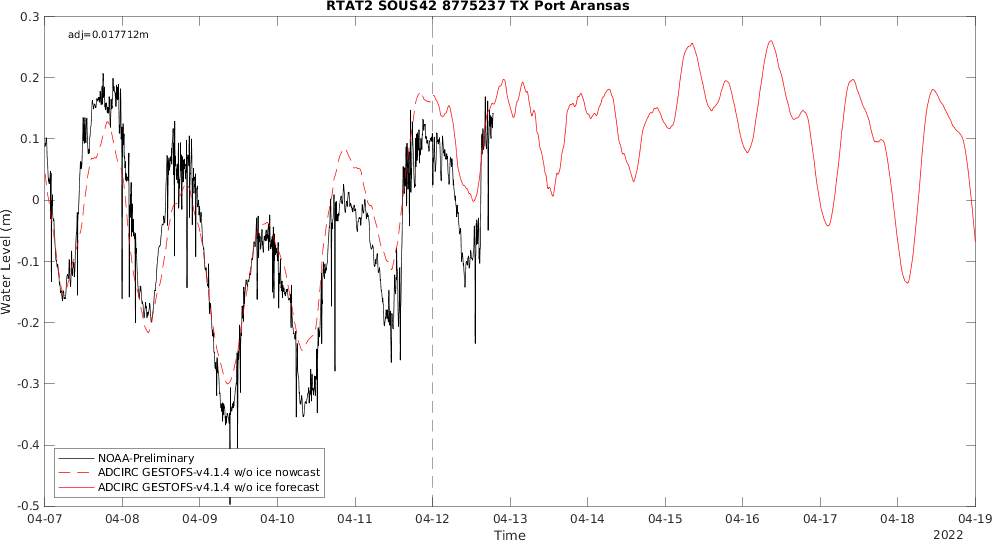 RTAT2 SOUS42 8775237 TX Port Aransas
adj=0.017712m
0.3
0.2
0.1
0
-0.1
-0.2
-0.3
-0.4
-0.5
Water Level (m)
NOAA-Preliminary
ADCIRC GESTOFS-v4.1.4 w/o ice nowcast
ADCIRC GESTOFS-v4.1.4 w/o ice forecast
04-07 04-08 04-09 04-10 04-11 04-12 04-13 04-14 04-15 04-16 04-17 04-18 04-19
Time
2022